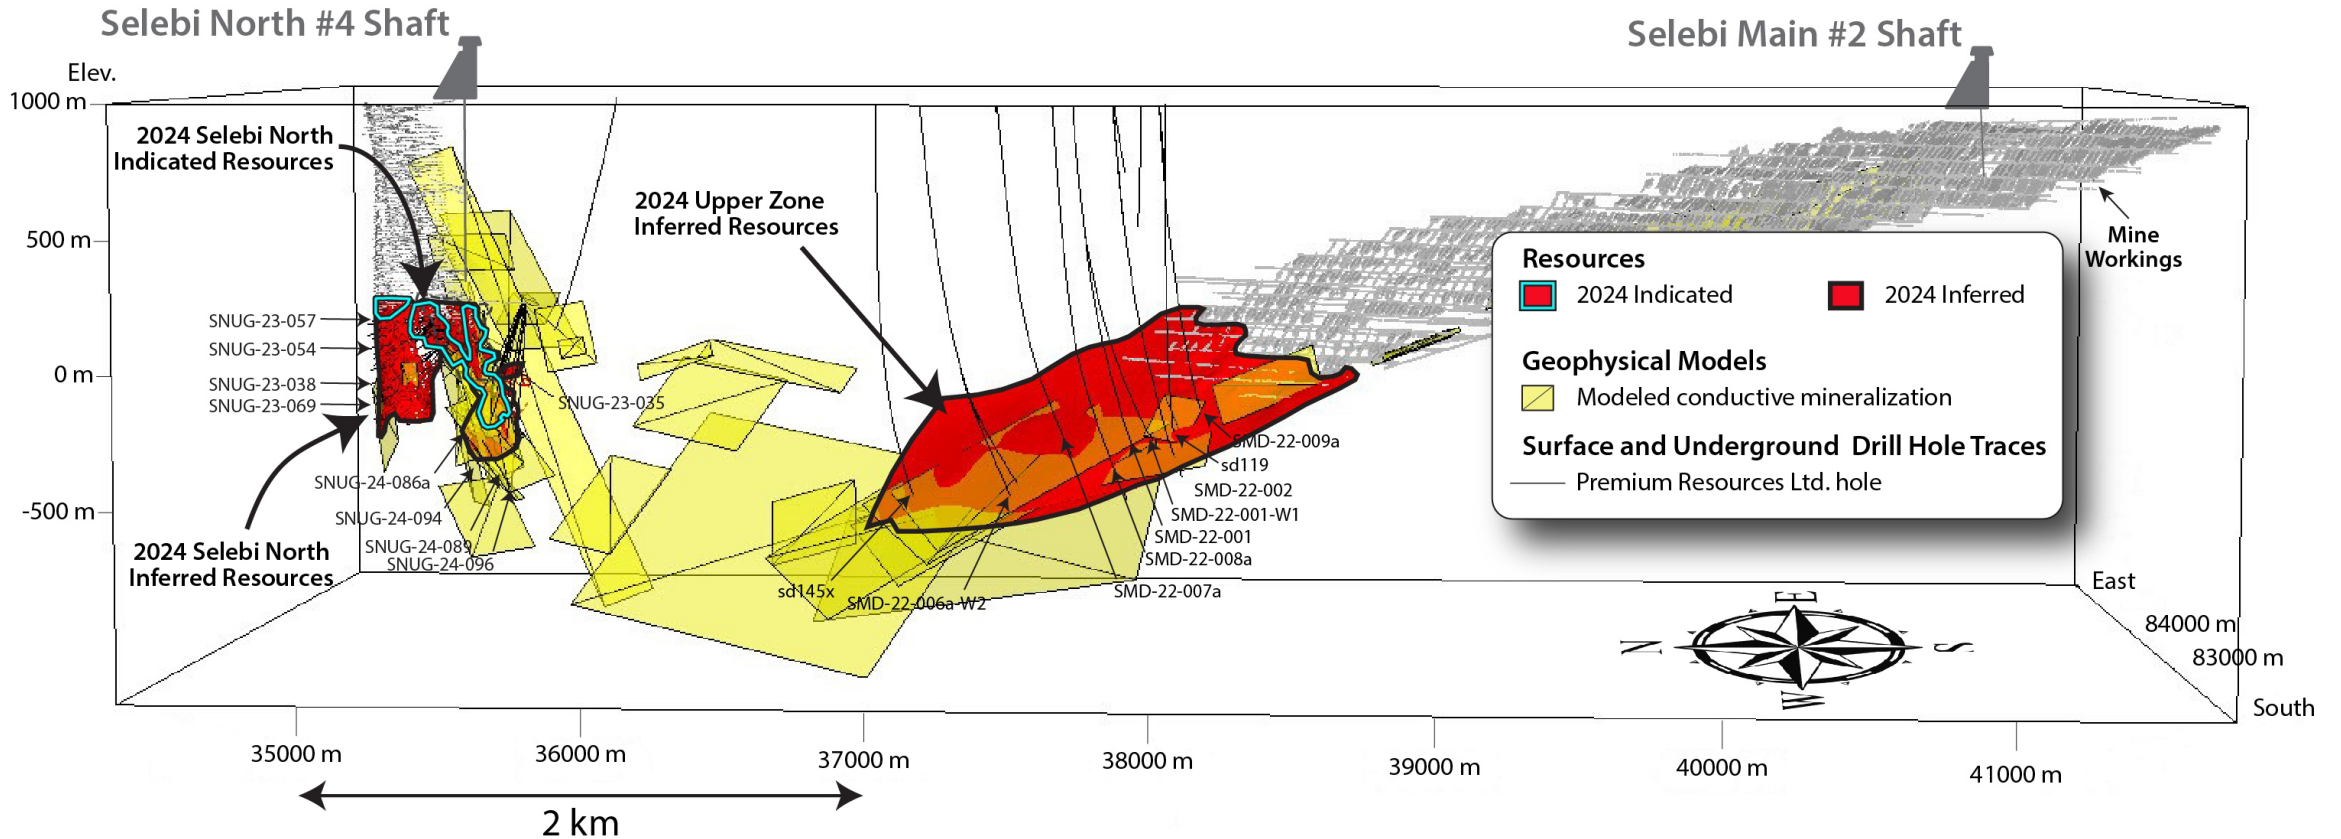 Selebi North #4 Shaft
Selebi Main #2 Shaft
Elev.
1000 m
500 m
0 m
-500 m
2024 Selebi North
Indicated Resources
2024 Upper Zone
Inferred Resources
Mine
Workings
SNUG-23-057
SNUG-23-054
SNUG-23-038
SNUG-23-069
SNUG-23-035
SNUG-24-086a
SNUG-24-094
SNUG-24-089
SNUG-24-096
2024 Selebi North
Inferred Resources
SMD-22-009a
sd119
SMD-22-002
SMD-22-001-W1
SMD-22-001
SMD-22-008a
SMD-22-007a
sd145x
SMD-22-006a-W2
Resources
2024 Indicated
2024 Inferred
Geophysical Models
Modeled conductive mineralization
Surface and Underground Drill Hole Traces
Premium Resources Ltd. hole
East
84000 m
83000 m
South
E
N
S
W
35000 m
36000 m
37000 m
38000 m
39000 m
40000 m
41000 m
2 km